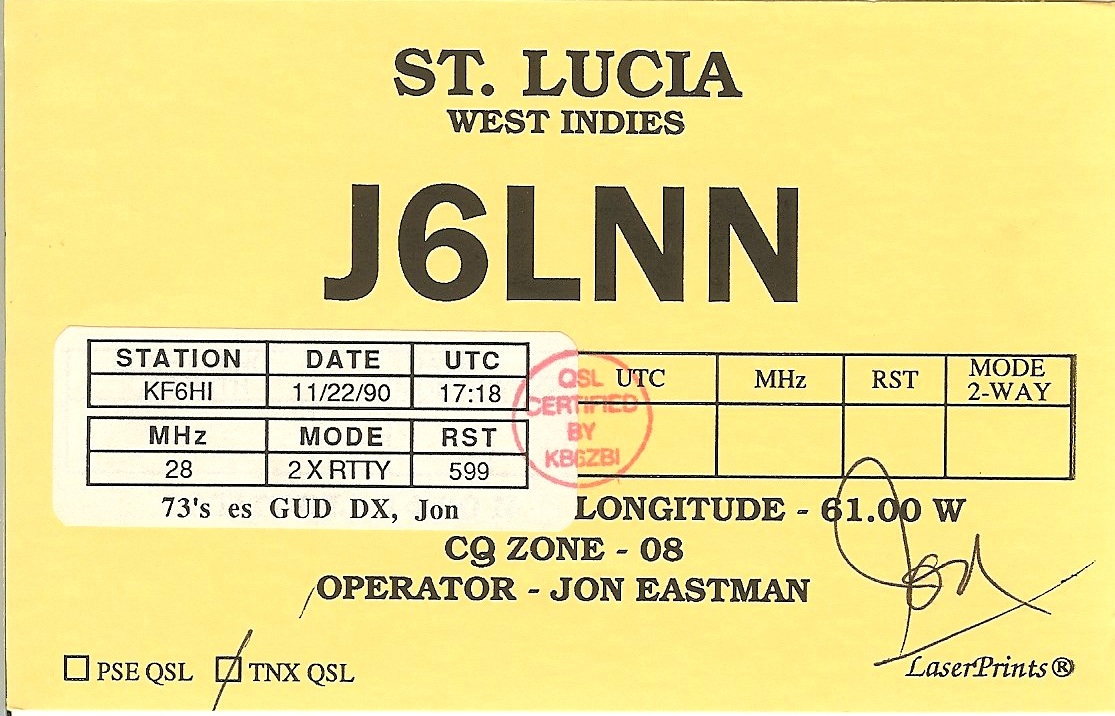 ST. LUCIA
WEST INDIES
J6LNN
STATION DATE UTC
KF6HI 11/22/90 17:18
MHz MODE RST
28 2 X RTTY 599
73's es GUD DX, Jon
QSL
CERTIFIED
BY
KB6ZBI
UTC MHz RST MODE
2-WAY
LONGITUDE - 61.00 W
CQ ZONE - 08
OPERATOR - JON EASTMAN
Jon
PSE QSL TNX QSL
LaserPrints®